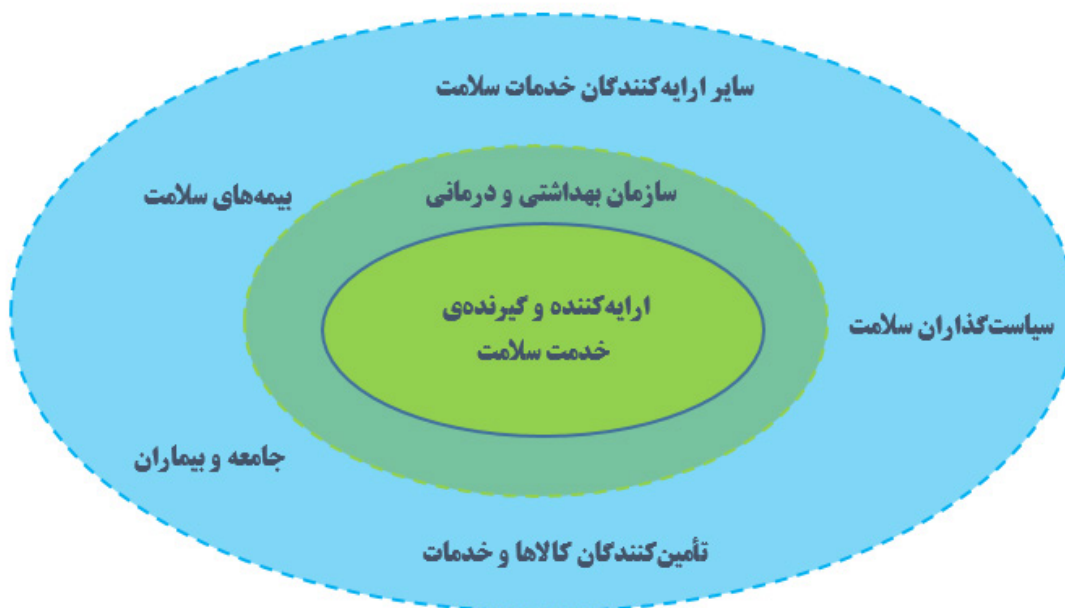 سایر ارایه‌کنندگان خدمات سلامت
سازمان بهداشتی و درمانی
بیمه‌های سلامت
ارایه‌کننده و گیرنده‌ی
خدمت سلامت
سیاست‌گذاران سلامت
جامعه و بیماران
تأمین‌کنندگان کالاها و خدمات